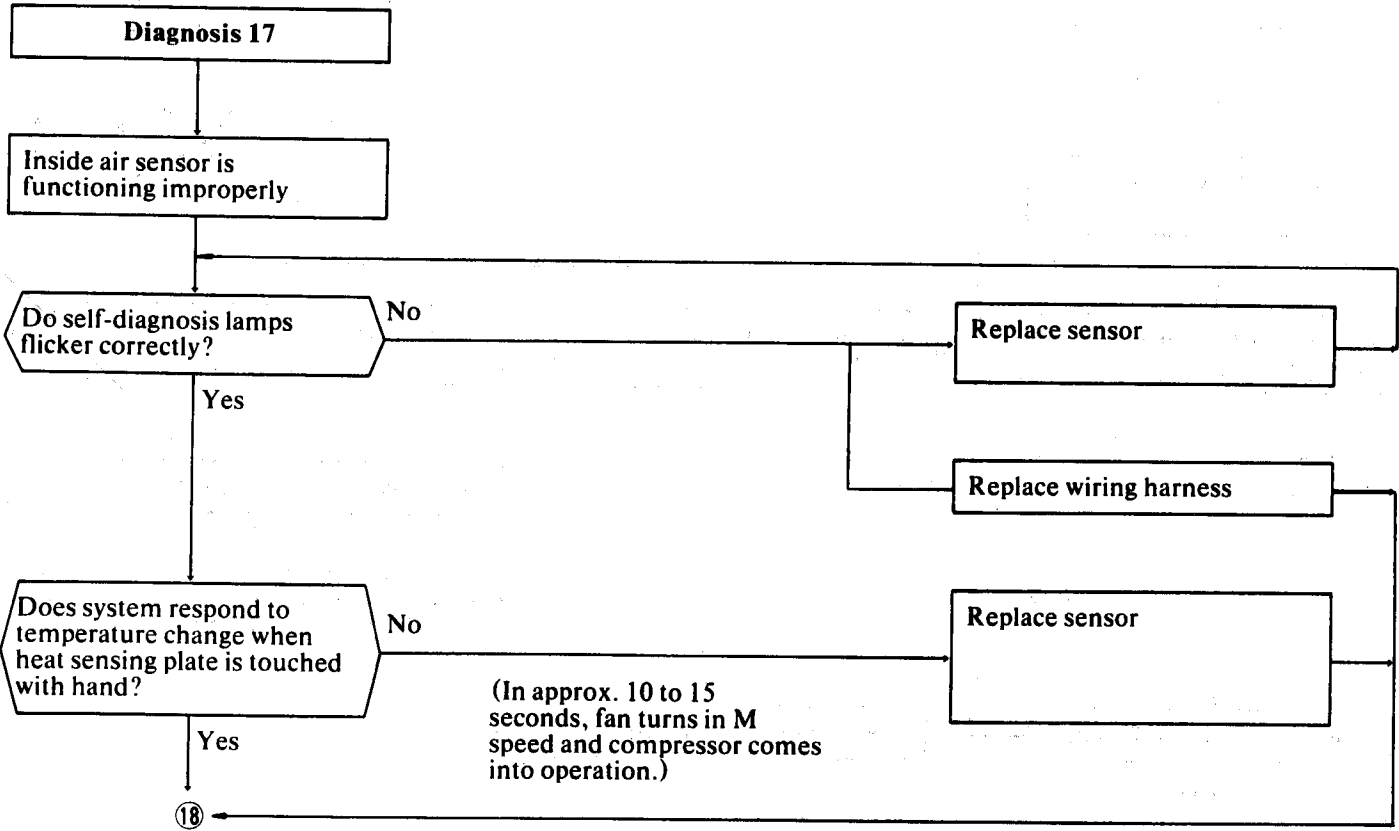 Diagnosis 17
Inside air sensor is
functioning improperly
Do self-diagnosis lamps
flicker correctly?
No
Replace sensor
Yes
Replace wiring harness
Does system respond to
temperature change when
heat sensing plate is touched
with hand?
No
Replace sensor
(In approx. 10 to 15
seconds, fan turns in M
speed and compressor comes
into operation.)
Yes
⑱